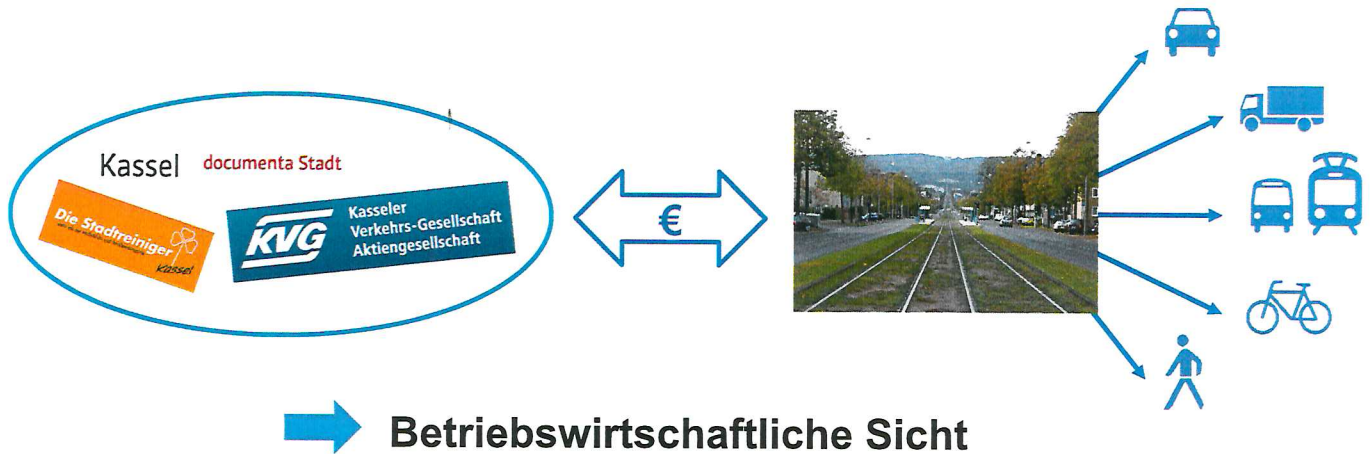 Kassel documenta Stadt
Die Stadtreiniger
Kassel
KVG
Kasseler
Verkehrs-Gesellschaft
Aktiengesellschaft
€
Betriebswirtschaftliche Sicht